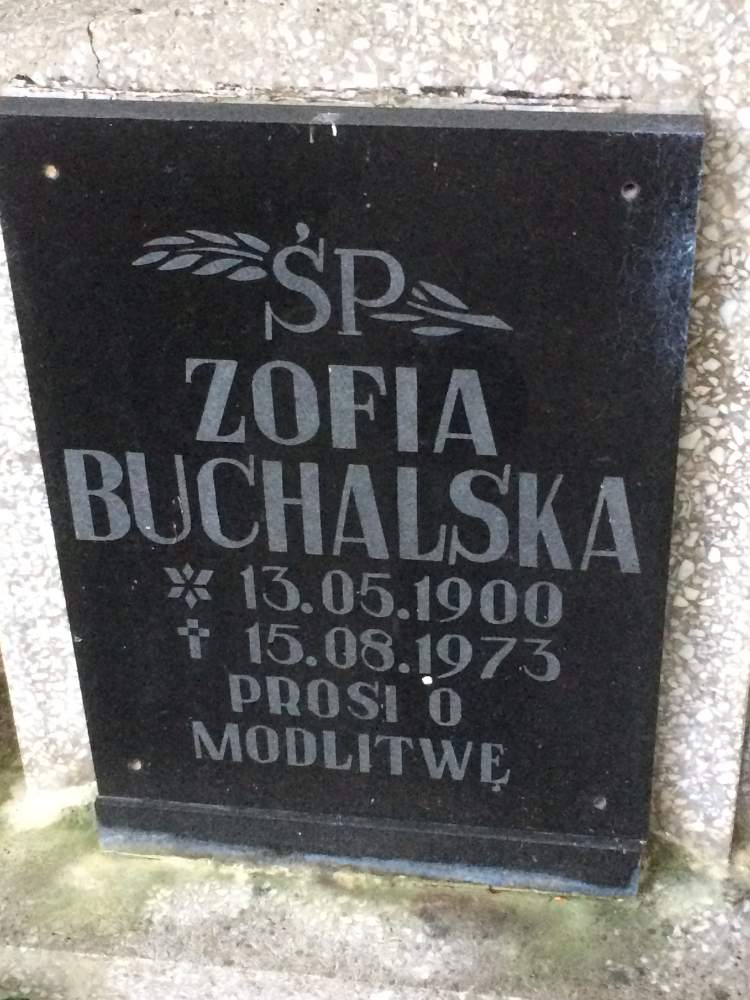 ŚP
ZOFIA
BUCHALSKA
* 13.05.1900
✝ 15.08.1973
PROSI O
MODLITWĘ